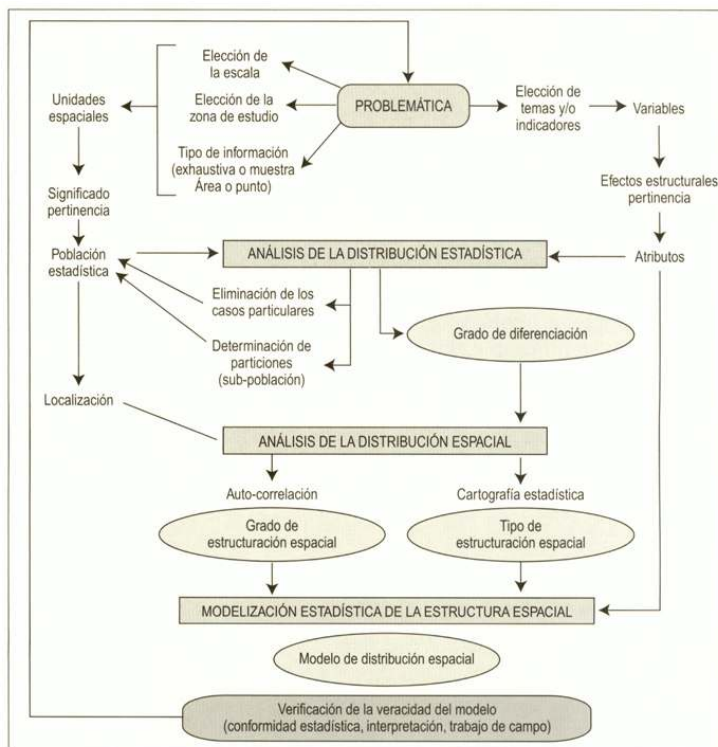 Elección de
la escala
Unidades
espaciales
Elección de la
zona de estudio
PROBLEMÁTICA
Elección de
temas y/o
indicadores
Variables
Tipo de información
(exhaustiva o muestra
Área o punto)
Efectos estructurales
pertinencia
Significado
pertinencia
Población
estadística
ANÁLISIS DE LA DISTRIBUCIÓN ESTADÍSTICA
Atributos
Eliminación de los
casos particulares
Grado de diferenciación
Determinación de
particiones
(sub-población)
Localización
ANÁLISIS DE LA DISTRIBUCIÓN ESPACIAL
Auto-correlación
Cartografía estadística
Grado de
estructuración espacial
Tipo de
estructuración espacial
MODELIZACIÓN ESTADÍSTICA DE LA ESTRUCTURA ESPACIAL
Modelo de distribución espacial
Verificación de la veracidad del modelo
(conformidad estadística, interpretación, trabajo de campo)